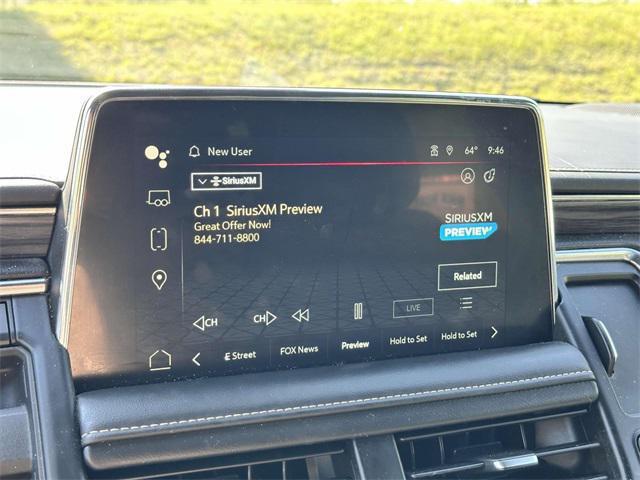 New User
64° 9:46
SiriusXM
Ch 1 SiriusXM Preview
Great Offer Now!
844-711-8800
SIRIUSXM
PREVIEW
Related
CH
CH
LIVE
E Street
FOX News
Preview
Hold to Set
Hold to Set